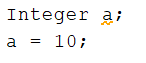 Integer a;
a = 10;